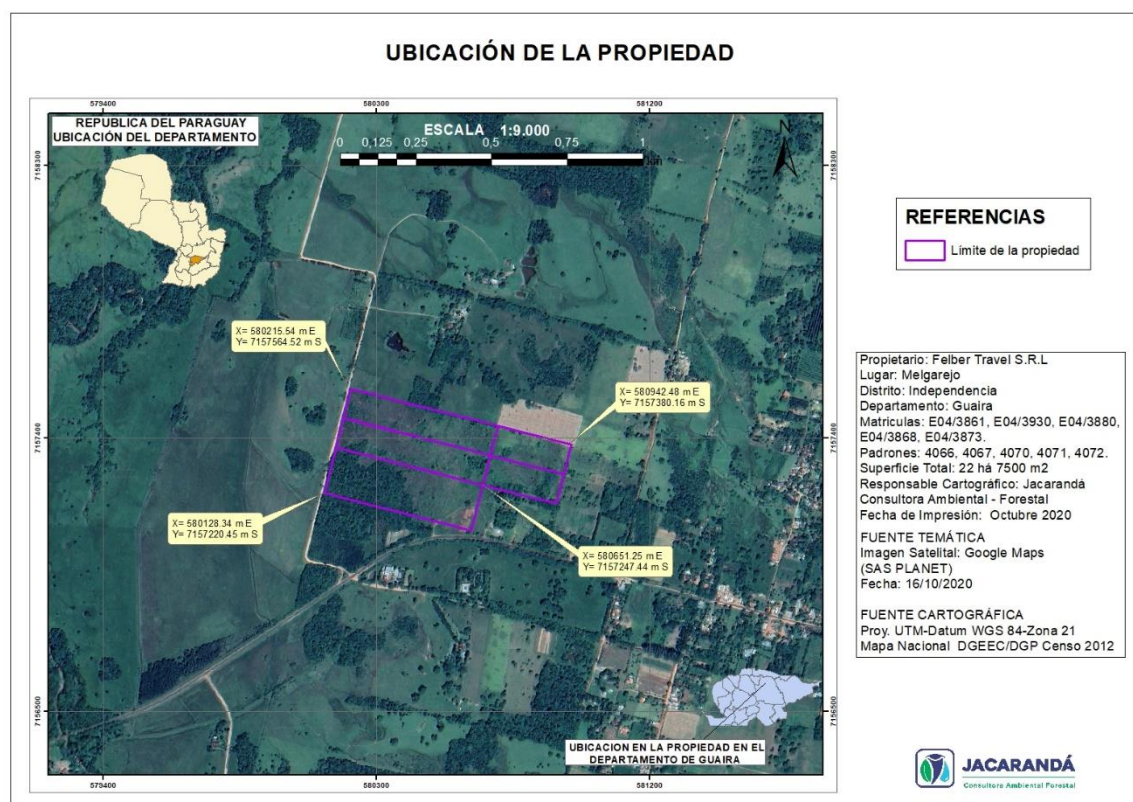 UBICACIÓN DE LA PROPIEDAD
579400
580300
581200
REPUBLICA DEL PARAGUAY
UBICACIÓN DEL DEPARTAMENTO
ESCALA 1:9.000
0 0,125 0,25 0,5 0,75 1
km
N
7158300
7158300
X= 580215.54 m E
Y= 7157564.52 m S
X= 580942.48 m E
Y= 7157380.16 m S
7157400
7157400
X= 580128.34 m E
Y= 7157220.45 m S
X= 580651.25 m E
Y= 7157247.44 m S
7156500
7156500
UBICACION EN LA PROPIEDAD EN EL
DEPARTAMENTO DE GUAIRA
579400
580300
581200
REFERENCIAS
Límite de la propiedad
Propietario: Felber Travel S.R.L
Lugar: Melgarejo
Distrito: Independencia
Departamento: Guaira
Matriculas: E04/3861, E04/3930, E04/3880,
E04/3868, E04/3873.
Padrones: 4066, 4067, 4070, 4071, 4072.
Superficie Total: 22 há 7500 m2
Responsable Cartográfico: Jacarandá
Consultora Ambiental - Forestal
Fecha de Impresión: Octubre 2020
FUENTE TEMÁTICA
Imagen Satelital: Google Maps
(SAS PLANET)
Fecha: 16/10/2020
FUENTE CARTOGRÁFICA
Proy. UTM-Datum WGS 84-Zona 21
Mapa Nacional DGEEC/DGP Censo 2012
JACARANDÁ
Consultora Ambiental Forestal